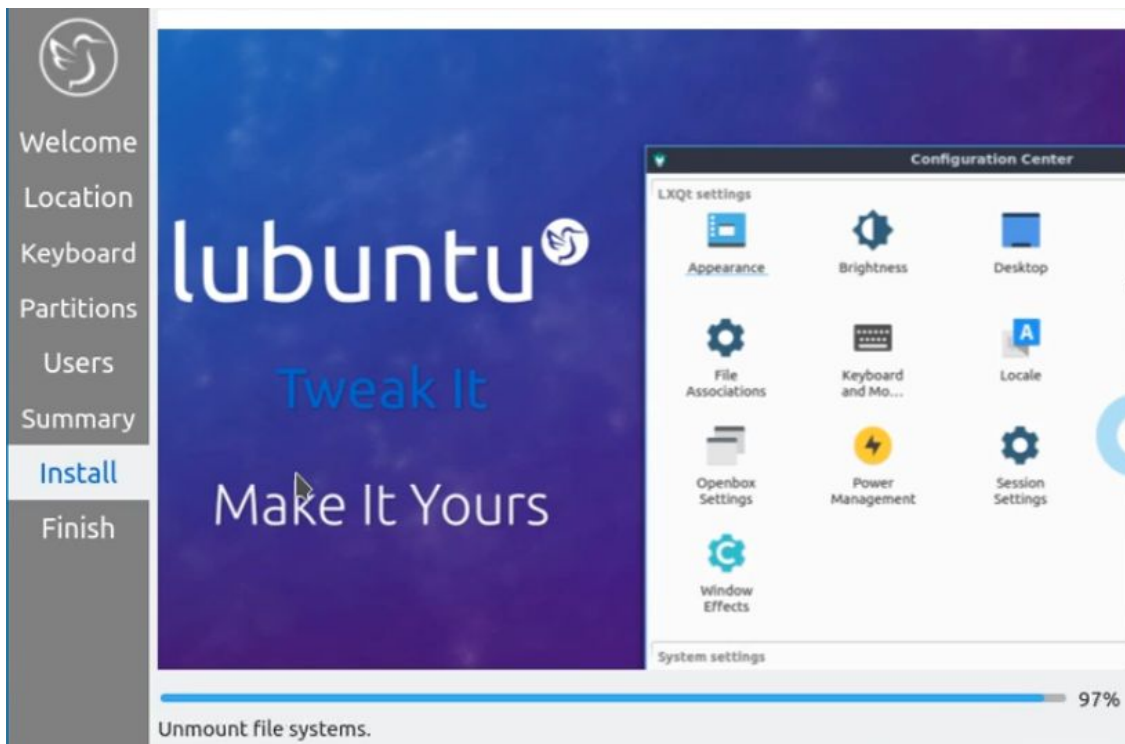 Welcome
Location
Keyboard
Partitions
Users
Summary
Install
Finish
lubuntu
Tweak It
Make It Yours
Configuration Center
LXQt settings
Appearance
Brightness
Desktop
File
Associations
Keyboard
and Mo...
A
Locale
Openbox
Settings
Power
Management
Session
Settings
Window
Effects
System settings
97%
Unmount file systems.